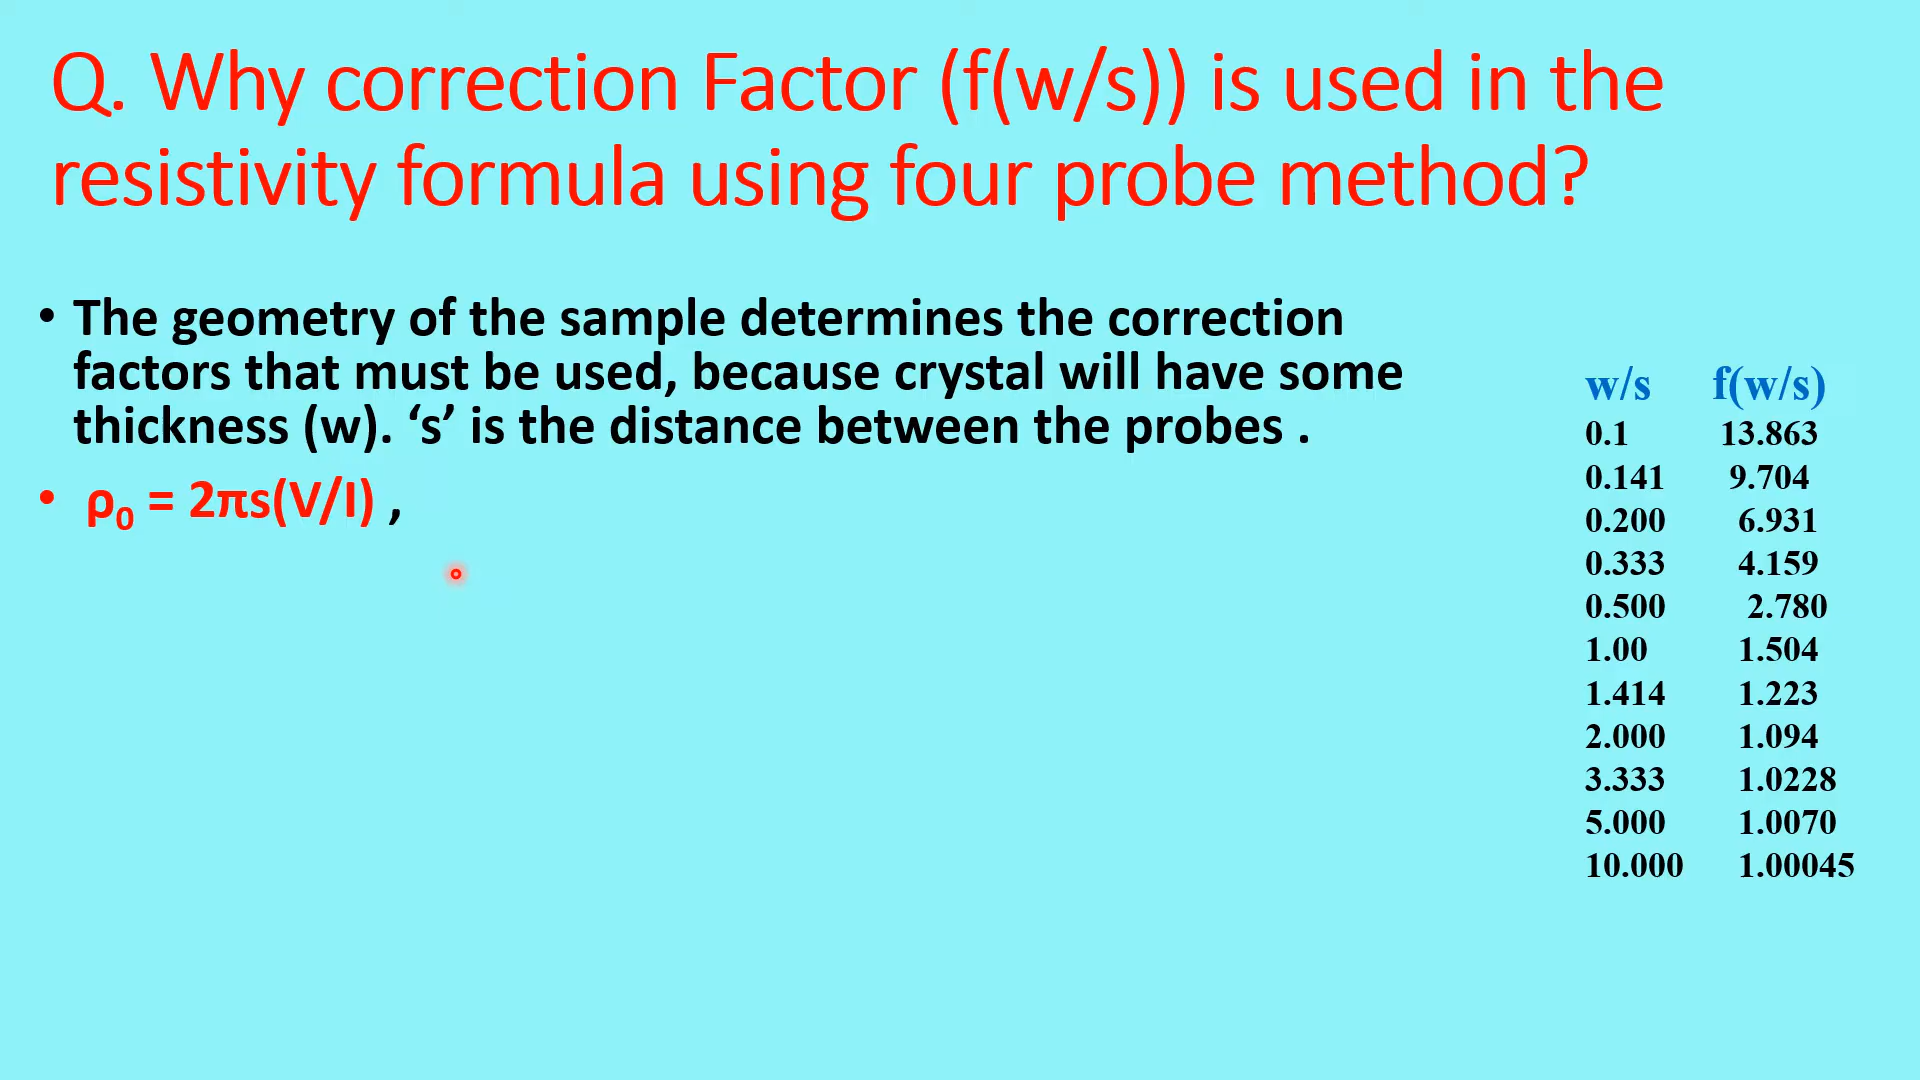 Q. Why correction Factor (f(w/s)) is used in the
resistivity formula using four probe method?
• The geometry of the sample determines the correction
factors that must be used, because crystal will have some
thickness (w). ‘s’ is the distance between the probes .
• ρ₀ = 2πs(V/I) ,
w/s f(w/s)
0.1 13.863
0.141 9.704
0.200 6.931
0.333 4.159
0.500 2.780
1.00 1.504
1.414 1.223
2.000 1.094
3.333 1.0228
5.000 1.0070
10.000 1.00045